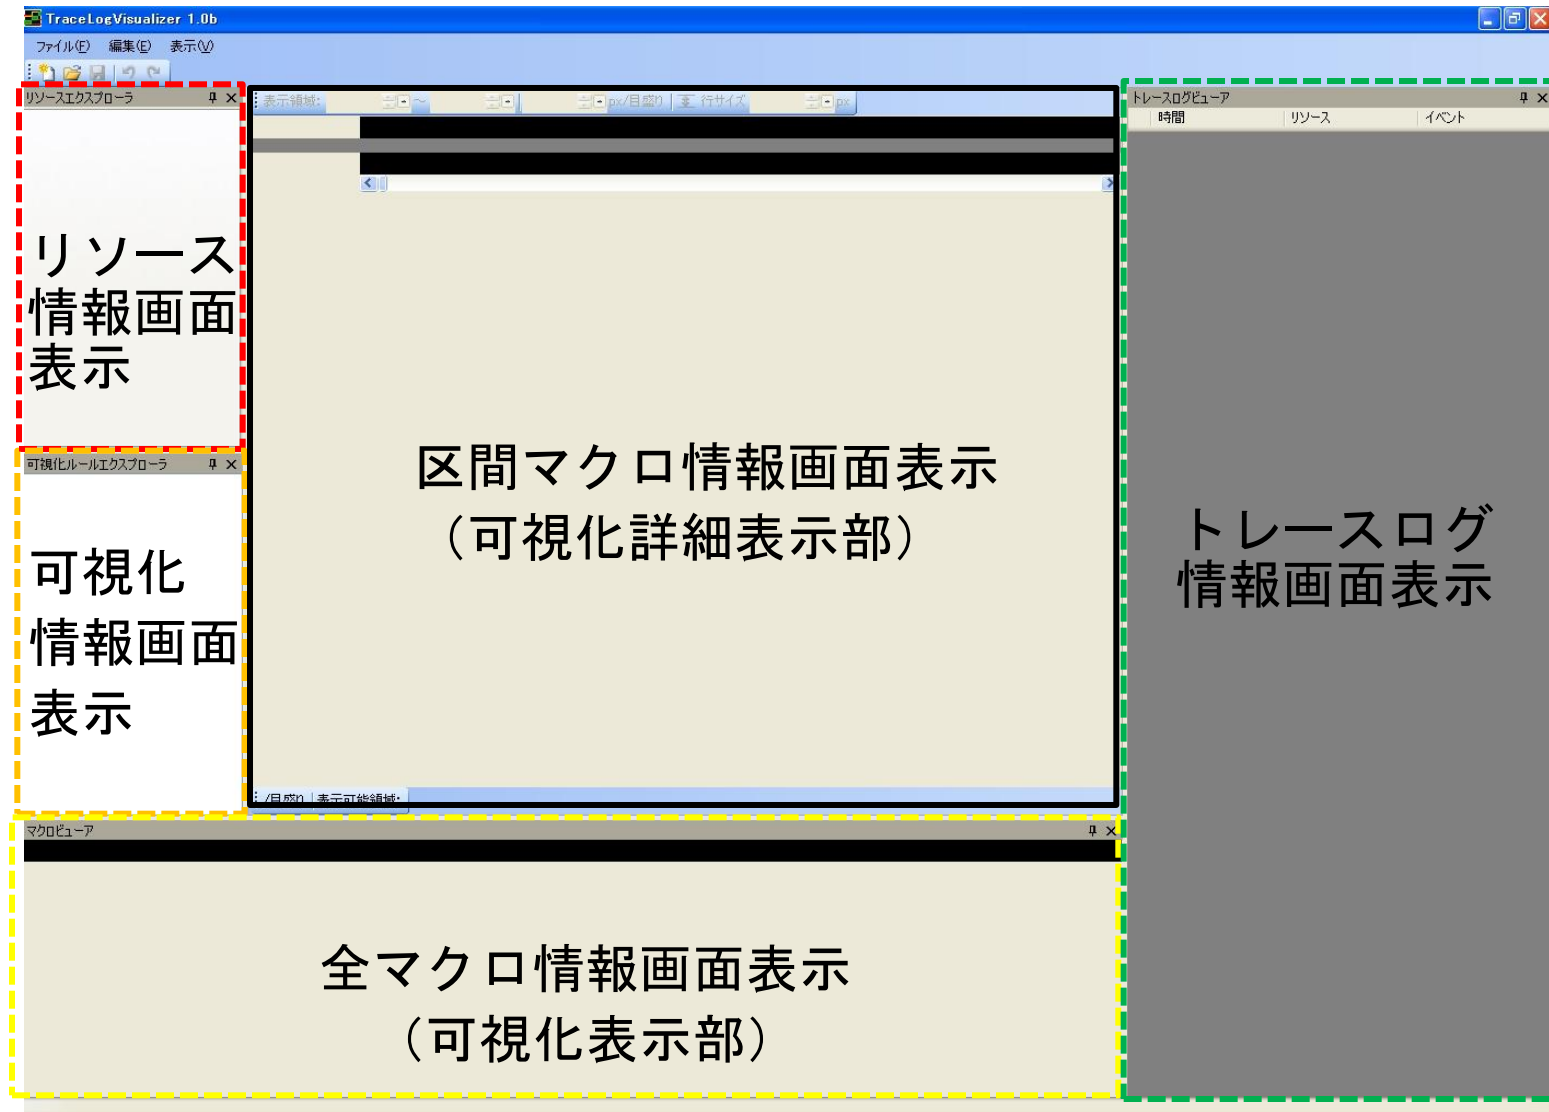 TraceLogVisualizer 1.0b
ファイル(F) 編集(E) 表示(V)
リソースエクスプローラ
リソース
情報画面
表示
可視化ルールエクスプローラ
可視化
情報画面
表示
表示領域: ～ px/目盛り 行サイズ px
区間マクロ情報画面表示
（可視化詳細表示部）
/目盛り 表示可能領域:
トレースログビューア
時間 リソース イベント
トレースログ
情報画面表示
マクロビューア
全マクロ情報画面表示
（可視化表示部）